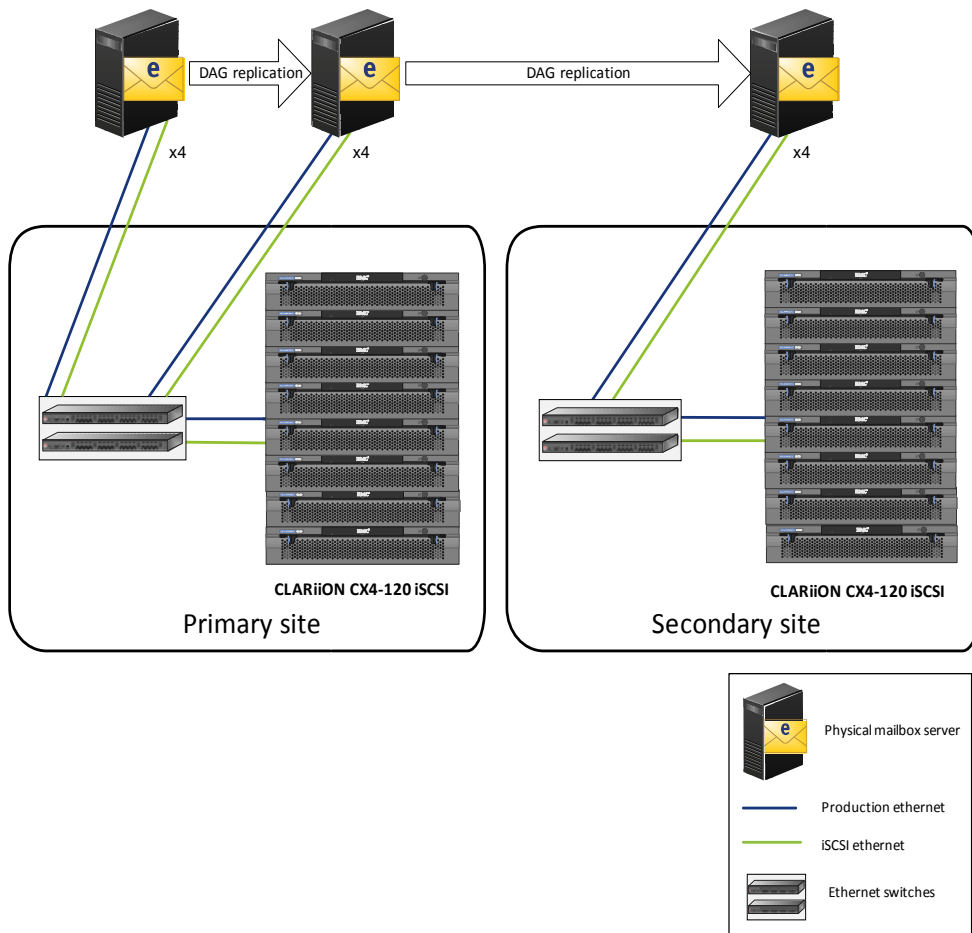 e
DAG replication
e
DAG replication
e
x4
x4
x4
CLARiiON CX4-120 iSCSI
CLARiiON CX4-120 iSCSI
Primary site
Secondary site
e
Physical mailbox server
Production ethernet
iSCSI ethernet
Ethernet switches